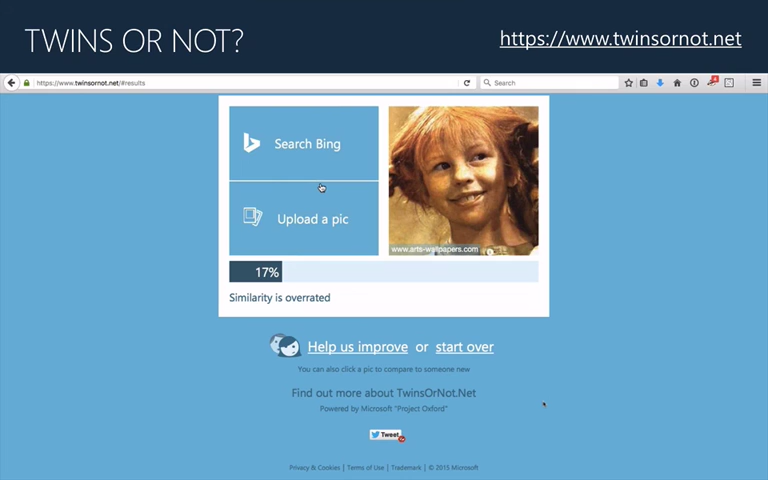 TWINS OR NOT?
https://www.twinsornot.net
https://www.twinsornot.net/#results
Search
Search Bing
Upload a pic
www.arts-wallpapers.com
17%
Similarity is overrated
Help us improve or start over
You can also click a pic to compare to someone new
Find out more about TwinsOrNot.Net
Powered by Microsoft "Project Oxford"
Tweet
Privacy & Cookies | Terms of Use | Trademark | © 2015 Microsoft